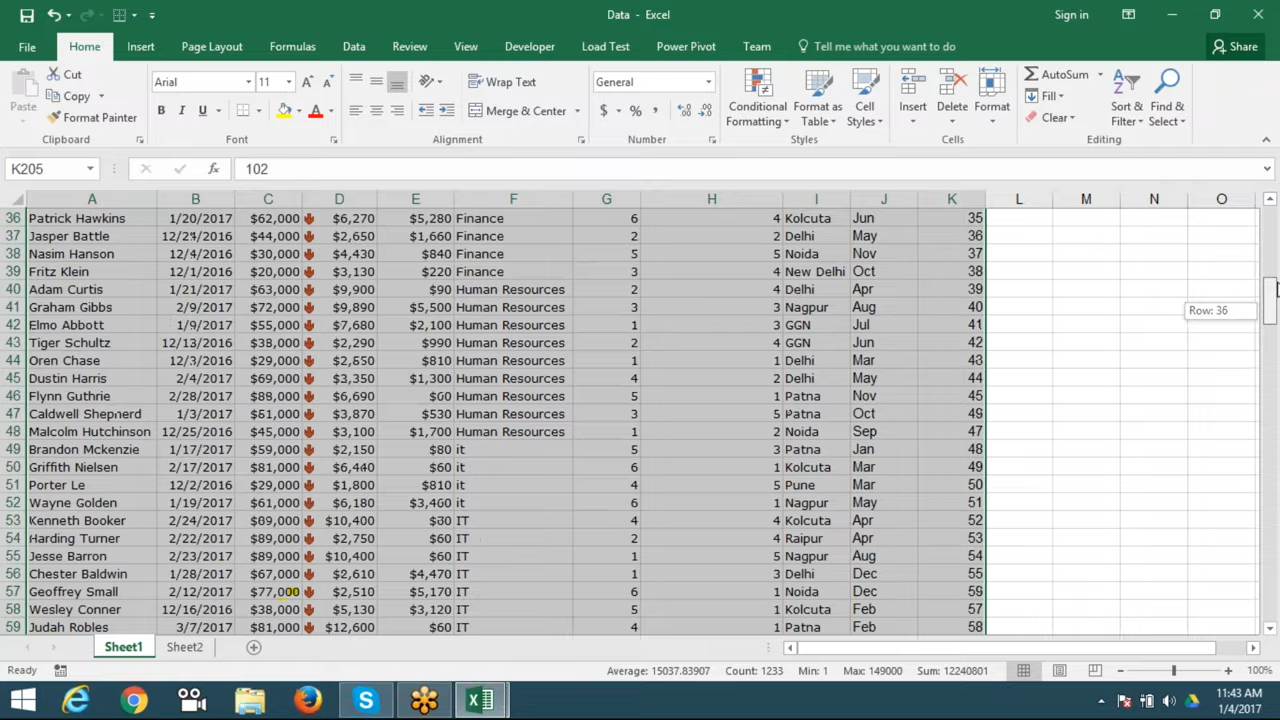 Data - Excel
Sign in
File Home Insert Page Layout Formulas Data Review View Developer Load Test Power Pivot Team Tell me what you want to do Share
Paste Cut Copy Format Painter Clipboard
Arial 11 A A B I U A Font
Wrap Text Merge & Center Alignment
General $ % , Number
Conditional Formatting Format as Table Cell Styles Styles
Insert Delete Format Cells
AutoSum Fill Clear Sort & Filter Find & Select Editing
K205 fx 102
A B C D E F G H I J K L M N O
36 Patrick Hawkins 1/20/2017 $62,000 $6,270 $5,280 Finance 6 4 Kolcuta Jun 35
37 Jasper Battle $44,000 $2,650 $1,660 Finance 2 2 Delhi May 36
38 Nasim Hanson 12/4/2016 $30,000 $4,430 $840 Finance 5 5 Noida Nov 37
39 Fritz Klein 12/1/2016 $20,000 $3,130 $220 Finance 3 4 New Delhi Oct 38
40 Adam Curtis 1/21/2017 $63,000 $9,900 $90 Human Resources 2 4 Delhi Apr 39
41 Graham Gibbs 2/9/2017 $72,000 $9,890 $5,500 Human Resources 3 3 Nagpur Aug 40
42 Elmo Abbott 1/9/2017 $55,000 $7,680 $2,100 Human Resources 1 3 GGN Jul 41
43 Tiger Schultz 12/13/2016 $38,000 $2,290 $990 Human Resources 2 4 GGN Jun 42
44 Oren Chase 12/3/2016 $29,000 $810 Human Resources 1 1 Delhi Mar 43
45 Dustin Harris 2/4/2017 $69,000 $3,350 $1,300 Human Resources 4 2 Delhi May 44
46 Flynn Guthrie 2/28/2017 $6,690 Human Resources 5 1 Patna Nov 45
47 Caldwell Shepherd 1/3/2017 $51,000 $3,870 $530 Human Resources 3 5 Patna Oct
48 Malcolm Hutchinson 12/25/2016 $45,000 $3,100 $1,700 Human Resources 1 2 Noida Sep 47
49 Brandon Mckenzie 1/17/2017 $59,000 $2,150 $80 it 5 3 Patna Jan 48
50 Griffith Nielsen 2/17/2017 $81,000 $6,440 $60 it 6 1 Kolcuta Mar 49
51 Porter Le 12/2/2016 $29,000 $1,800 $810 it 4 5 Pune Mar 50
52 Wayne Golden 1/19/2017 $61,000 $6,180 $3,460 it 6 1 Nagpur May 51
53 Kenneth Booker 2/24/2017 $10,400 IT 4 4 Kolcuta Apr 52
54 Harding Turner 2/22/2017 $89,000 $2,750 $60 IT 2 4 Raipur Apr 53
55 Jesse Barron 2/23/2017 $89,000 $10,400 $60 IT 1 5 Nagpur Aug 54
56 Chester Baldwin 1/28/2017 $67,000 $2,610 $4,470 IT 1 3 Delhi Dec 55
57 Geoffrey Small 2/12/2017 $77,000 $2,510 $5,170 IT 6 1 Noida Dec
58 Wesley Conner 12/16/2016 $38,000 $5,130 $3,120 IT 5 1 Kolcuta Feb 57
59 Judah Robles 3/7/2017 $81,000 $12,600 $60 IT 4 1 Patna Feb 58
Row: 36
Sheet1 Sheet2
Ready Average: 15037.83907 Count: 1233 Min: 1 Max: 149000 Sum: 12240801 100%
11:43 AM
1/4/2017